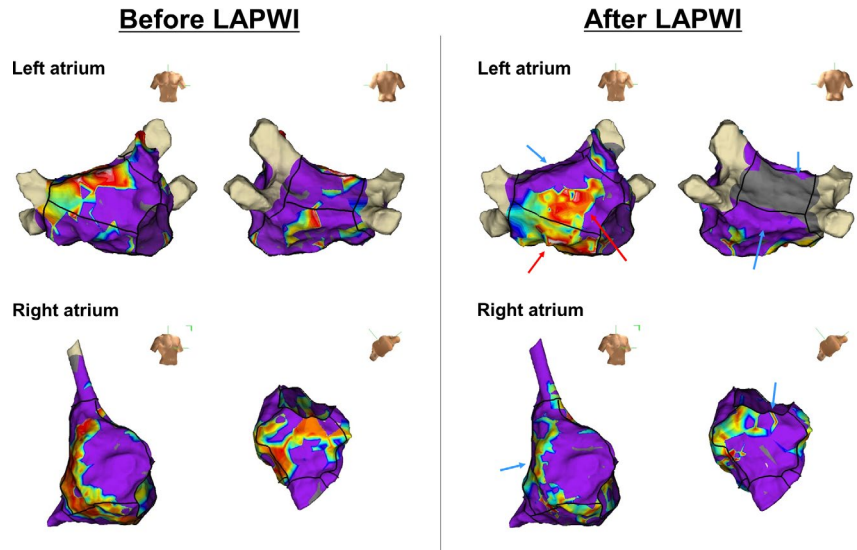 Before LAPWI
After LAPWI
Left atrium
Left atrium
Right atrium
Right atrium